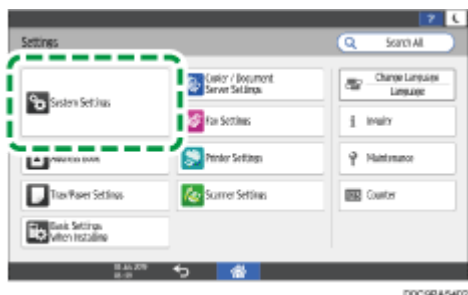 ?
Settings
Search All
System Settings
Copier / Document
Server Settings
Change Language
Language
Fax Settings
Inquiry
Address Book
Printer Settings
Maintenance
Tray/Paper Settings
Scanner Settings
Counter
Basic Settings
When Installing